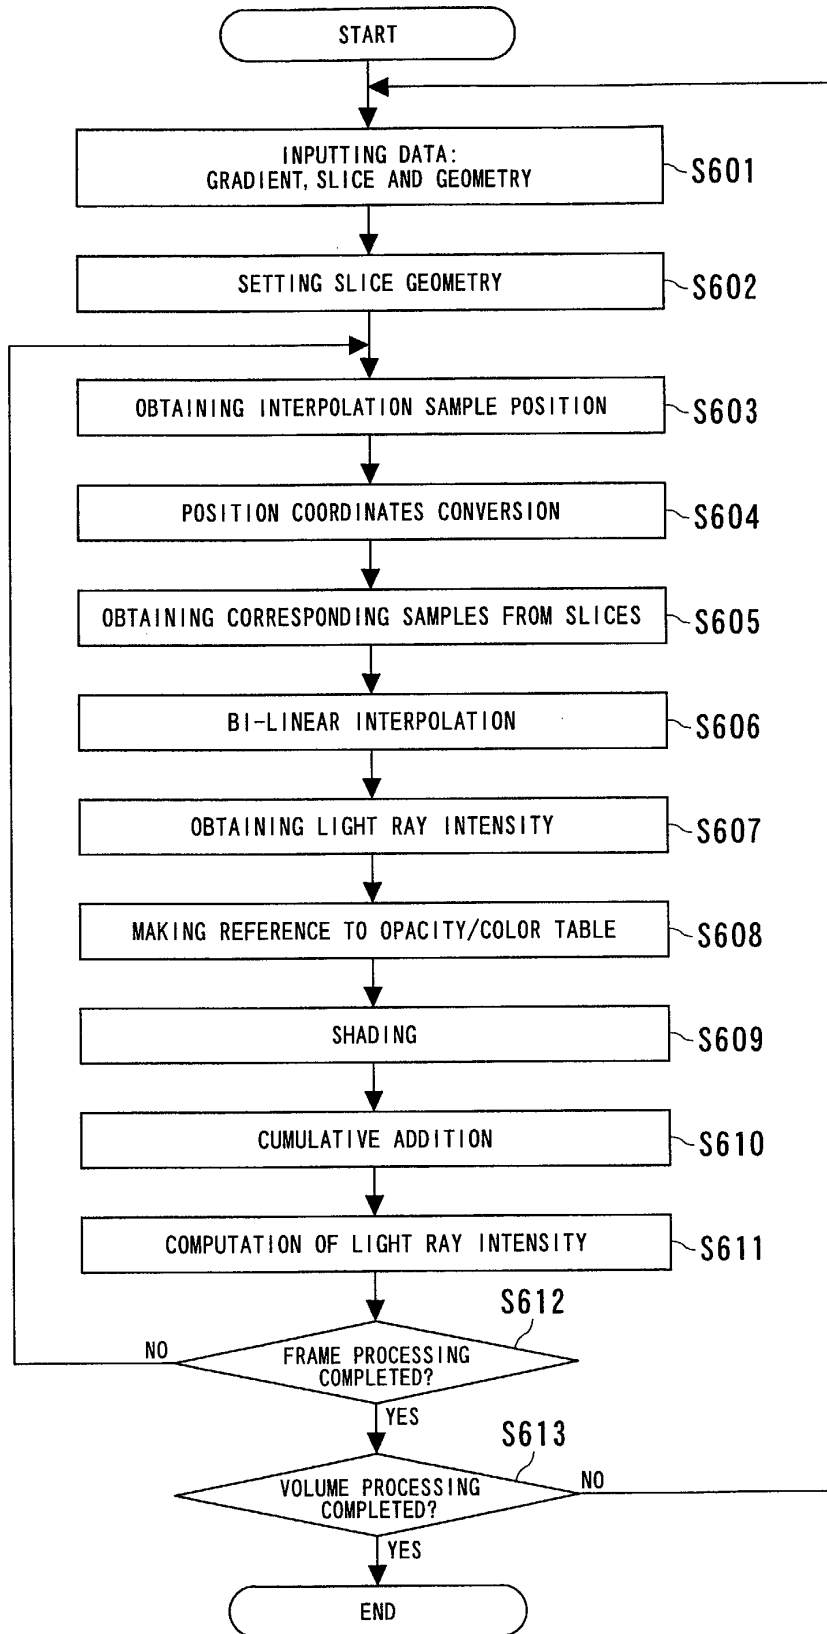 START
INPUTTING DATA:
GRADIENT, SLICE AND GEOMETRY
S601
SETTING SLICE GEOMETRY
S602
OBTAINING INTERPOLATION SAMPLE POSITION
S603
POSITION COORDINATES CONVERSION
S604
OBTAINING CORRESPONDING SAMPLES FROM SLICES
S605
BI-LINEAR INTERPOLATION
S606
OBTAINING LIGHT RAY INTENSITY
S607
MAKING REFERENCE TO OPACITY/COLOR TABLE
S608
SHADING
S609
CUMULATIVE ADDITION
S610
COMPUTATION OF LIGHT RAY INTENSITY
S611
S612
NO
FRAME PROCESSING
COMPLETED?
YES
S613
VOLUME PROCESSING
COMPLETED?
NO
YES
END